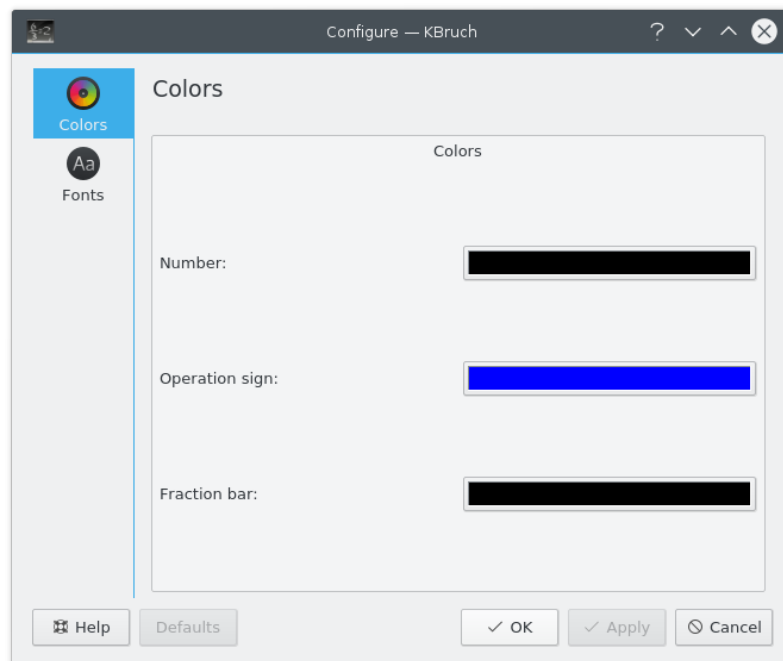 Configure — KBruch
Colors
Fonts
Colors
Colors
Number:
Operation sign:
Fraction bar:
Help
Defaults
OK
Apply
Cancel